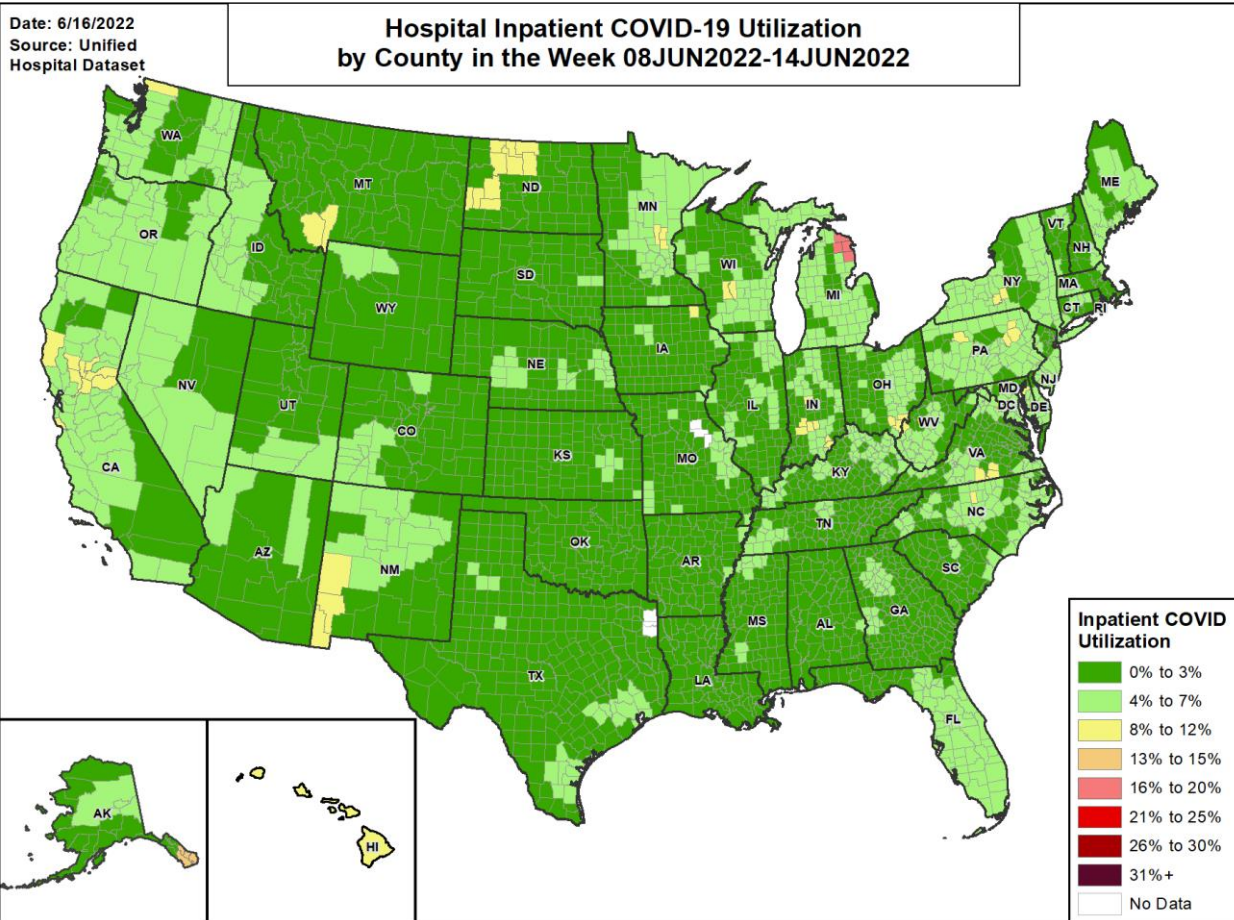 Date: 6/16/2022
Source: Unified
Hospital Dataset
Hospital Inpatient COVID-19 Utilization
by County in the Week 08JUN2022-14JUN2022
WA
MT
ND
MN
ME
OR
ID
SD
WI
MI
NY
VT
NH
MA
CT
RI
WY
IA
NE
PA
NJ
NV
UT
CO
IL
IN
OH
MD
DC
DE
WV
VA
CA
KS
MO
KY
AZ
NM
OK
AR
TN
NC
SC
MS
AL
GA
TX
LA
FL
AK
HI
Inpatient COVID
Utilization
0% to 3%
4% to 7%
8% to 12%
13% to 15%
16% to 20%
21% to 25%
26% to 30%
31%+
No Data